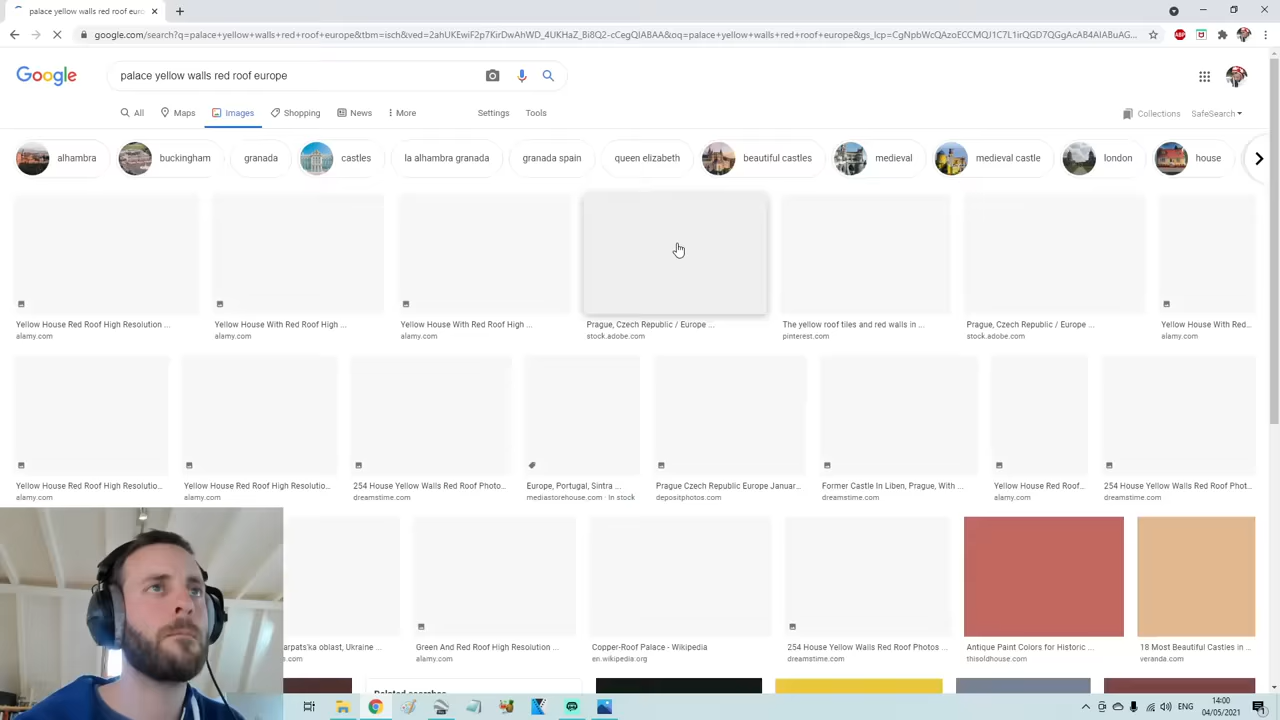 palace yellow walls red roof eur
google.com/search?q=palace+yellow+walls+red+roof+europe&tbm=isch&ved=2ahUKEwiF2p7KirDwAhWD_4UKHaZ_Bi8Q2-cCegQIABAA&oq=palace+yellow+walls+red+roof+europe&gs_lcp=CgNpbWcQAzoECCMQJ1C7L1irQGD7QGgAcAB4AIABuAG...
Google
palace yellow walls red roof europe
All
Maps
Images
Shopping
News
More
Settings
Tools
Collections
SafeSearch
alhambra
buckingham
granada
castles
la alhambra granada
granada spain
queen elizabeth
beautiful castles
medieval
medieval castle
london
house
Yellow House Red Roof High Resolution ...
alamy.com
Yellow House With Red Roof High ...
alamy.com
Yellow House With Red Roof High ...
alamy.com
Prague, Czech Republic / Europe ...
stock.adobe.com
The yellow roof tiles and red walls in ...
pinterest.com
Prague, Czech Republic / Europe ...
stock.adobe.com
Yellow House With Red...
alamy.com
Yellow House Red Roof High Resolutio...
alamy.com
Yellow House Red Roof High Resolutio...
alamy.com
254 House Yellow Walls Red Roof Photo...
dreamstime.com
Europe, Portugal, Sintra ...
mediastorehouse.com · In stock
Prague Czech Republic Europe Januar...
depositphotos.com
Former Castle In Liben, Prague, With ...
dreamstime.com
Yellow House Red Roof...
alamy.com
254 House Yellow Walls Red Roof Phot...
dreamstime.com
arpats'ka oblast, Ukraine ...
s.com
Green And Red Roof High Resolution ...
alamy.com
Copper-Roof Palace - Wikipedia
en.wikipedia.org
254 House Yellow Walls Red Roof Photos ...
dreamstime.com
Antique Paint Colors for Historic ...
thisoldhouse.com
18 Most Beautiful Castles in ...
veranda.com
Related searches
ENG
14:00
04/05/2021